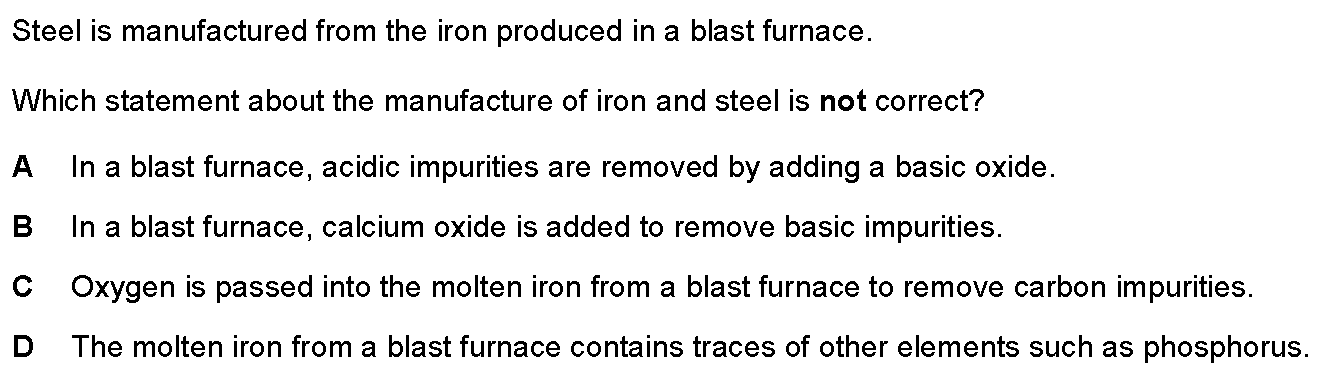 Steel is manufactured from the iron produced in a blast furnace.
Which statement about the manufacture of iron and steel is not correct?
A In a blast furnace, acidic impurities are removed by adding a basic oxide.
B In a blast furnace, calcium oxide is added to remove basic impurities.
C Oxygen is passed into the molten iron from a blast furnace to remove carbon impurities.
D The molten iron from a blast furnace contains traces of other elements such as phosphorus.